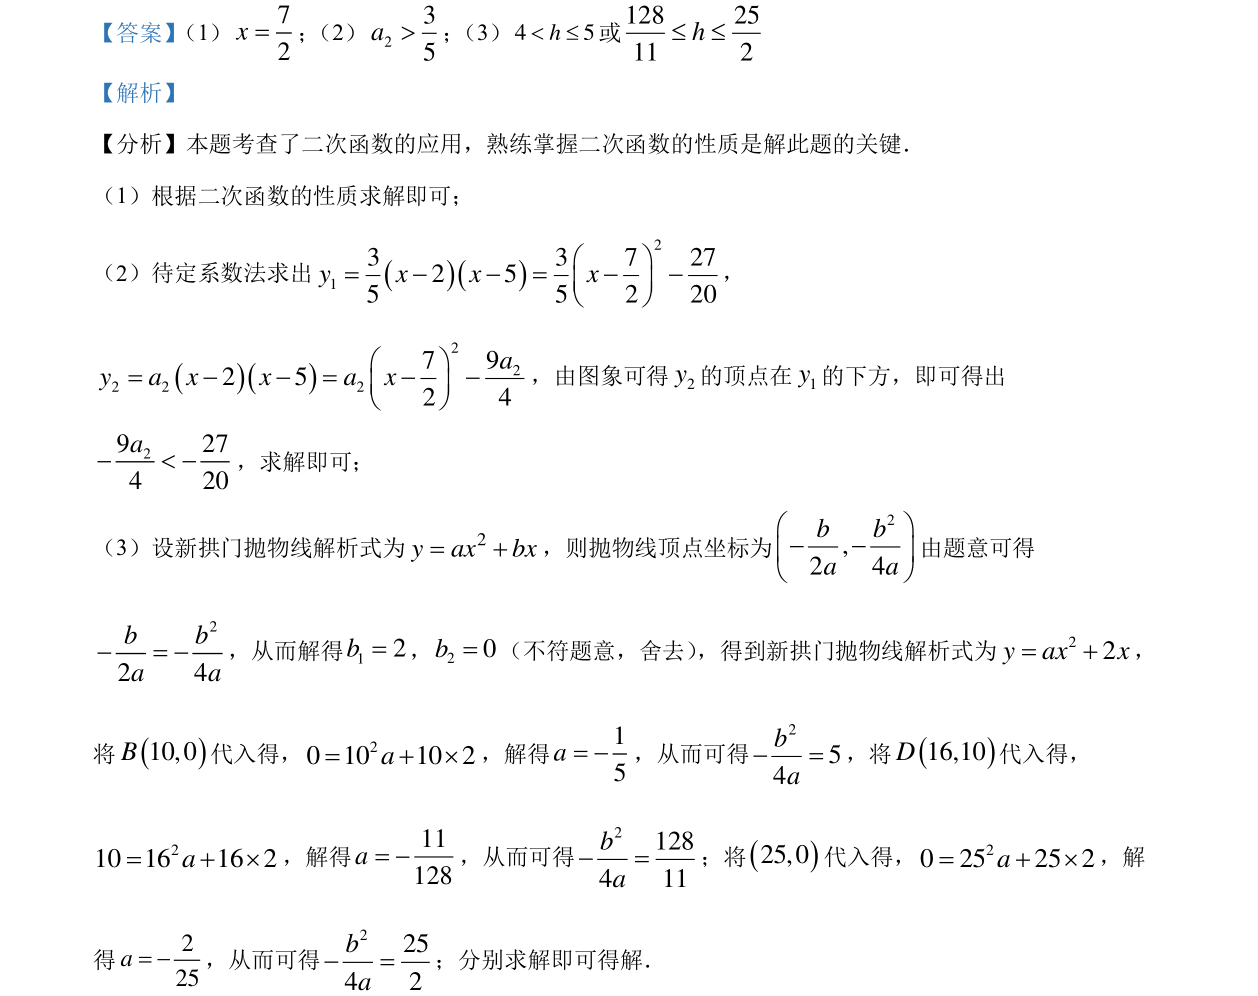 【答案】（1） $x=\frac{7}{2}$ ；（2） $a_2>\frac{3}{5}$ ；（3） $4<h\leq5$ 或 $\frac{128}{11}\leq h\leq\frac{25}{2}$
【解析】
【分析】本题考查了二次函数的应用，熟练掌握二次函数的性质是解此题的关键．
（1）根据二次函数的性质求解即可；
（2）待定系数法求出 $y_1=\frac{3}{5}(x-2)(x-5)=\frac{3}{5}\left(x-\frac{7}{2}\right)^2-\frac{27}{20}$ ，
$y_2=a_2(x-2)(x-5)=a_2\left(x-\frac{7}{2}\right)^2-\frac{9a_2}{4}$ ，由图象可得 $y_2$ 的顶点在 $y_1$ 的下方，即可得出
$-\frac{9a_2}{4}<-\frac{27}{20}$ ，求解即可；
（3）设新拱门抛物线解析式为 $y=ax^2+bx$ ，则抛物线顶点坐标为 $\left(-\frac{b}{2a},-\frac{b^2}{4a}\right)$ 由题意可得
$-\frac{b}{2a}=-\frac{b^2}{4a}$ ，从而解得 $b_1=2$ ，$b_2=0$（不符题意，舍去），得到新拱门抛物线解析式为 $y=ax^2+2x$ ，
将 $B(10,0)$ 代入得，$0=10^2a+10\times2$ ，解得 $a=-\frac{1}{5}$ ，从而可得 $-\frac{b^2}{4a}=5$ ，将 $D(16,10)$ 代入得，
$10=16^2a+16\times2$ ，解得 $a=-\frac{11}{128}$ ，从而可得 $-\frac{b^2}{4a}=\frac{128}{11}$ ；将 $(25,0)$ 代入得，$0=25^2a+25\times2$ ，解
得 $a=-\frac{2}{25}$ ，从而可得 $-\frac{b^2}{4a}=\frac{25}{2}$ ；分别求解即可得解．